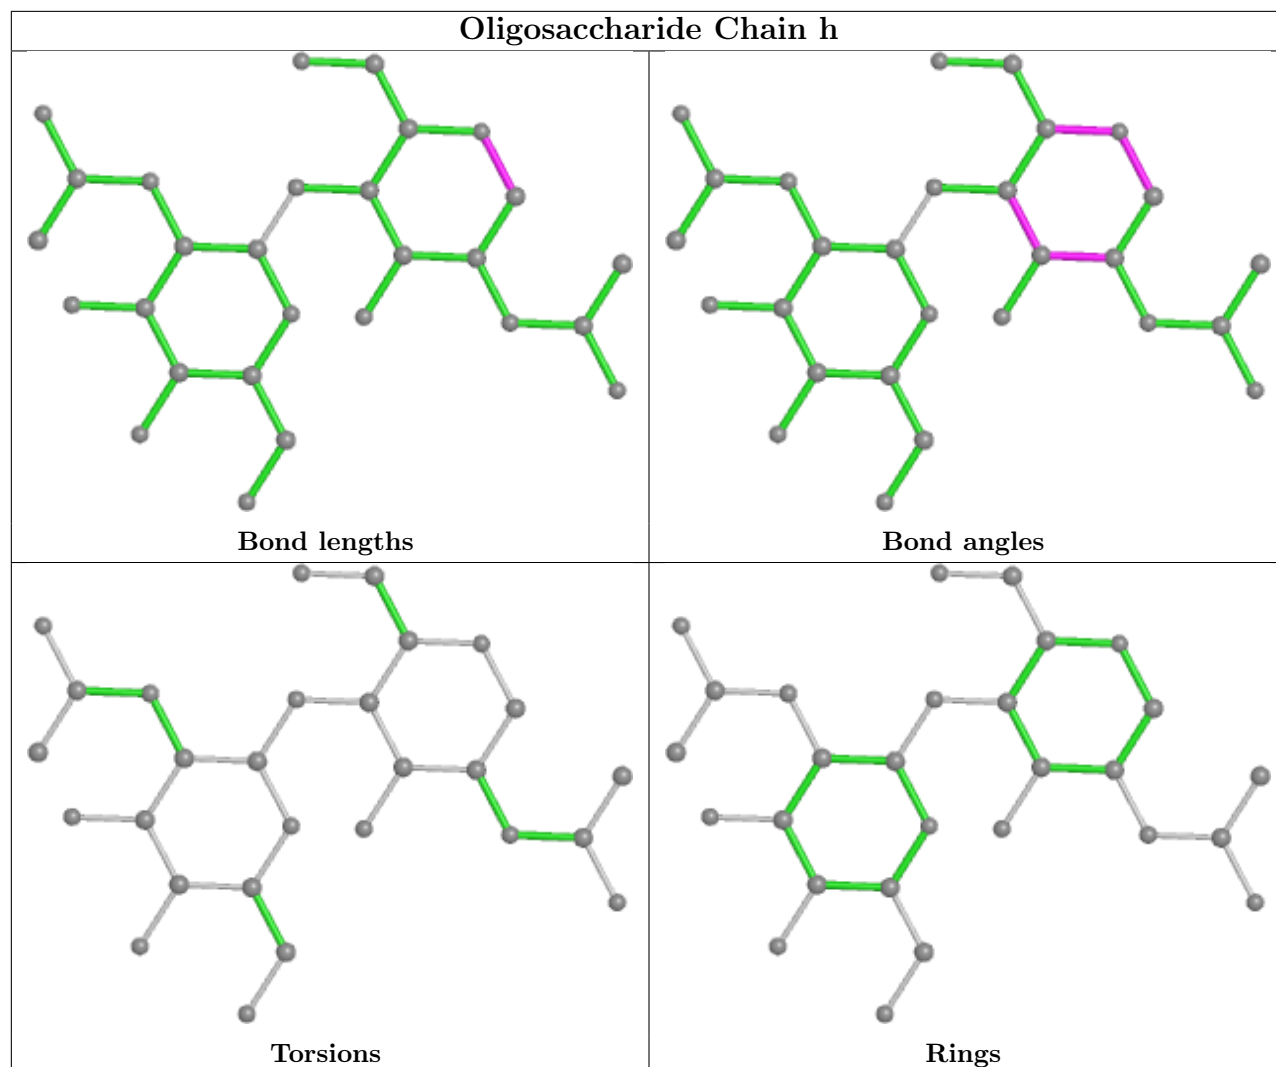 Oligosaccharide Chain h
Bond lengths
Bond angles
Torsions
Rings